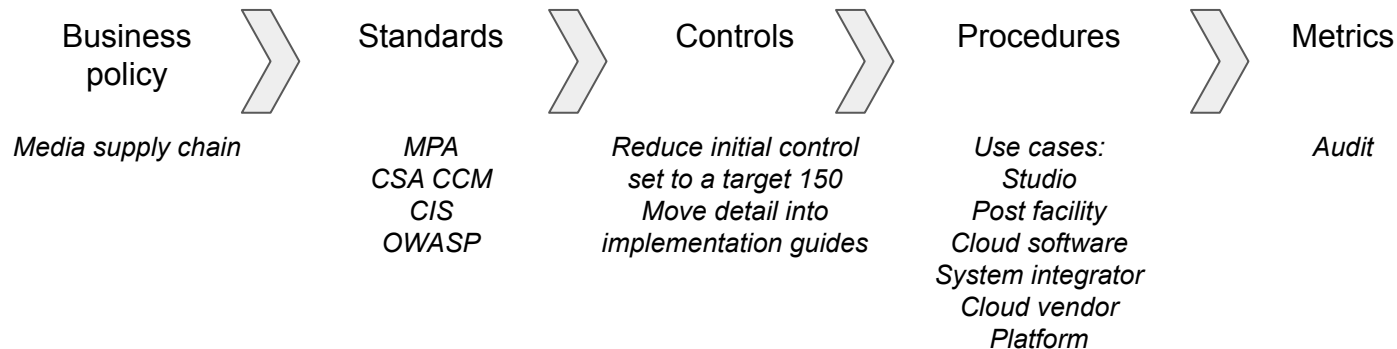 Business
policy
Media supply chain
Standards
MPA
CSA CCM
CIS
OWASP
Controls
Reduce initial control
set to a target 150
Move detail into
implementation guides
Procedures
Use cases:
Studio
Post facility
Cloud software
System integrator
Cloud vendor
Platform
Metrics
Audit